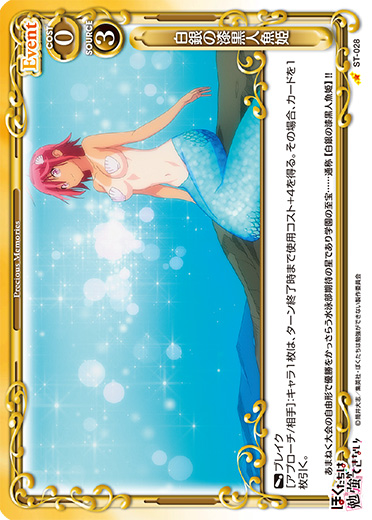 Event
COST
0
SOURCE
3
白銀の漆黒人魚姫
ST-028
Precious Memories
ブレイク
[アプローチ/相手]:キャラ1枚は、ターン終了時まで使用コスト+4を得る。その場合、カードを1
枚引く。
あまねく大会の自由形で優勝をかっさらう水泳部期待の星であり学園の至宝……通称【白銀の漆黒人魚姫】!!
ぼくたちは
勉強ができない
©筒井大志/集英社・ぼくたちは勉強ができない製作委員会